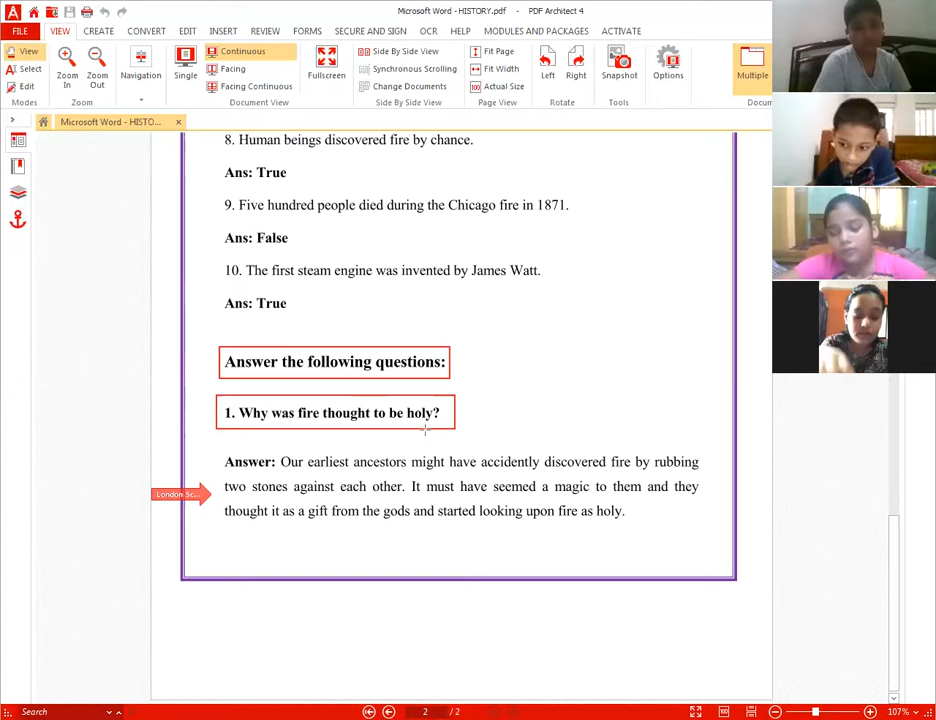 Microsoft Word - HISTORY.pdf - PDF Architect 4
FILE VIEW CREATE CONVERT EDIT INSERT REVIEW FORMS SECURE AND SIGN OCR HELP MODULES AND PACKAGES ACTIVATE
View Continuous Side By Side View Fit Page
Select Facing Synchronous Scrolling Fit Width
Edit Zoom In Zoom Out Navigation Single Facing Continuous Fullscreen Change Documents 100 Actual Size Left Right Snapshot Options Multiple
Modes Zoom Document View Side By Side View Page View Rotate Tools Docum
Microsoft Word - HISTO...
8. Human beings discovered fire by chance.
Ans: True
9. Five hundred people died during the Chicago fire in 1871.
Ans: False
10. The first steam engine was invented by James Watt.
Ans: True
Answer the following questions:
1. Why was fire thought to be holy?
Answer: Our earliest ancestors might have accidently discovered fire by rubbing
London Sc...
two stones against each other. It must have seemed a magic to them and they
thought it as a gift from the gods and started looking upon fire as holy.
Search 2 / 2 100 107%